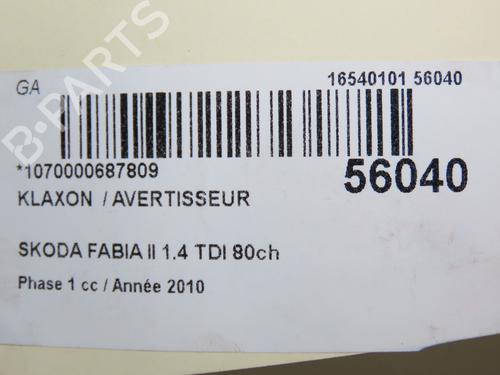 GA
16540101 56040
*1070000687809
56040
KLAXON / AVERTISSEUR
SKODA FABIA II 1.4 TDI 80ch
Phase 1 cc / Année 2010
B-PARTS